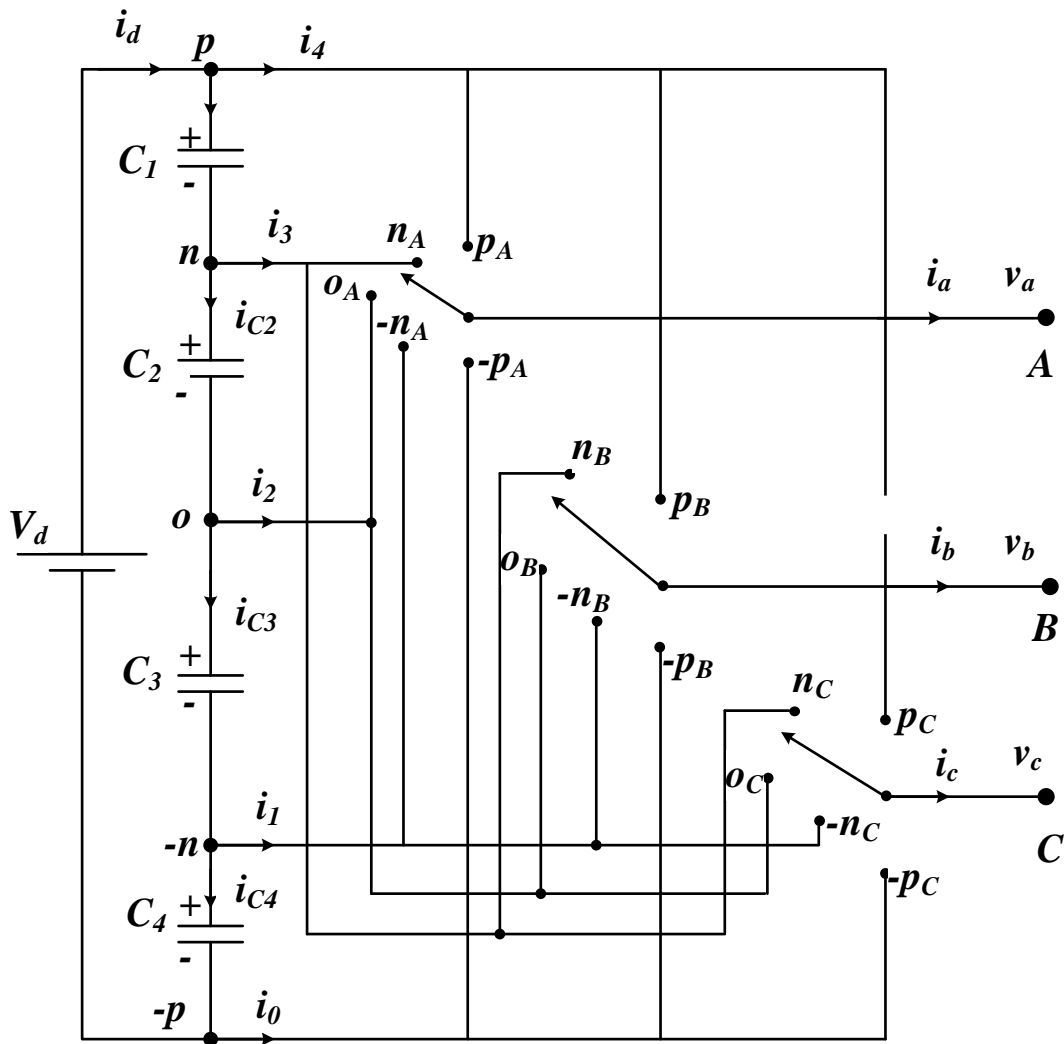 i_d p i_4
+
C_1
-
n i_3 n_A p_A
o_A i_a v_a
-n_A
i_C2
+
C_2 -p_A A
-
n_B
i_2 p_B
o
V_d i_b v_b
o_B
-n_B
i_C3 B
+
C_3 -p_B
- n_C
p_C
v_c
o_C i_c
i_1 -n_C
-n C
-p_C
i_C4
+
C_4
-
-p i_0